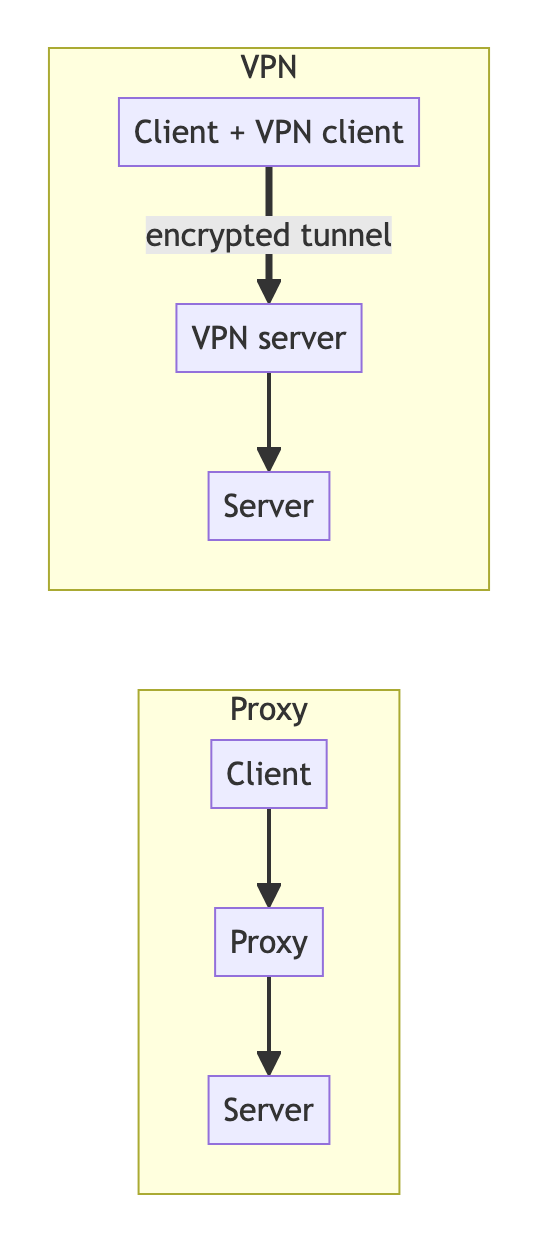 VPN
Client + VPN client
encrypted tunnel
VPN server
Server
Proxy
Client
Proxy
Server